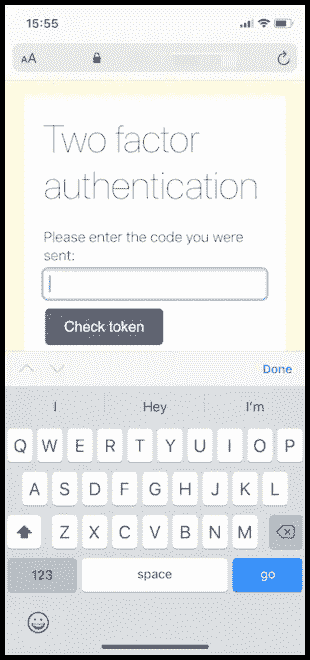 15:55
AA
Two factor
authentication
Please enter the code you were
sent:
Check token
Done
I Hey I'm
Q W E R T Y U I O P
A S D F G H J K L
Z X C V B N M
123 space go